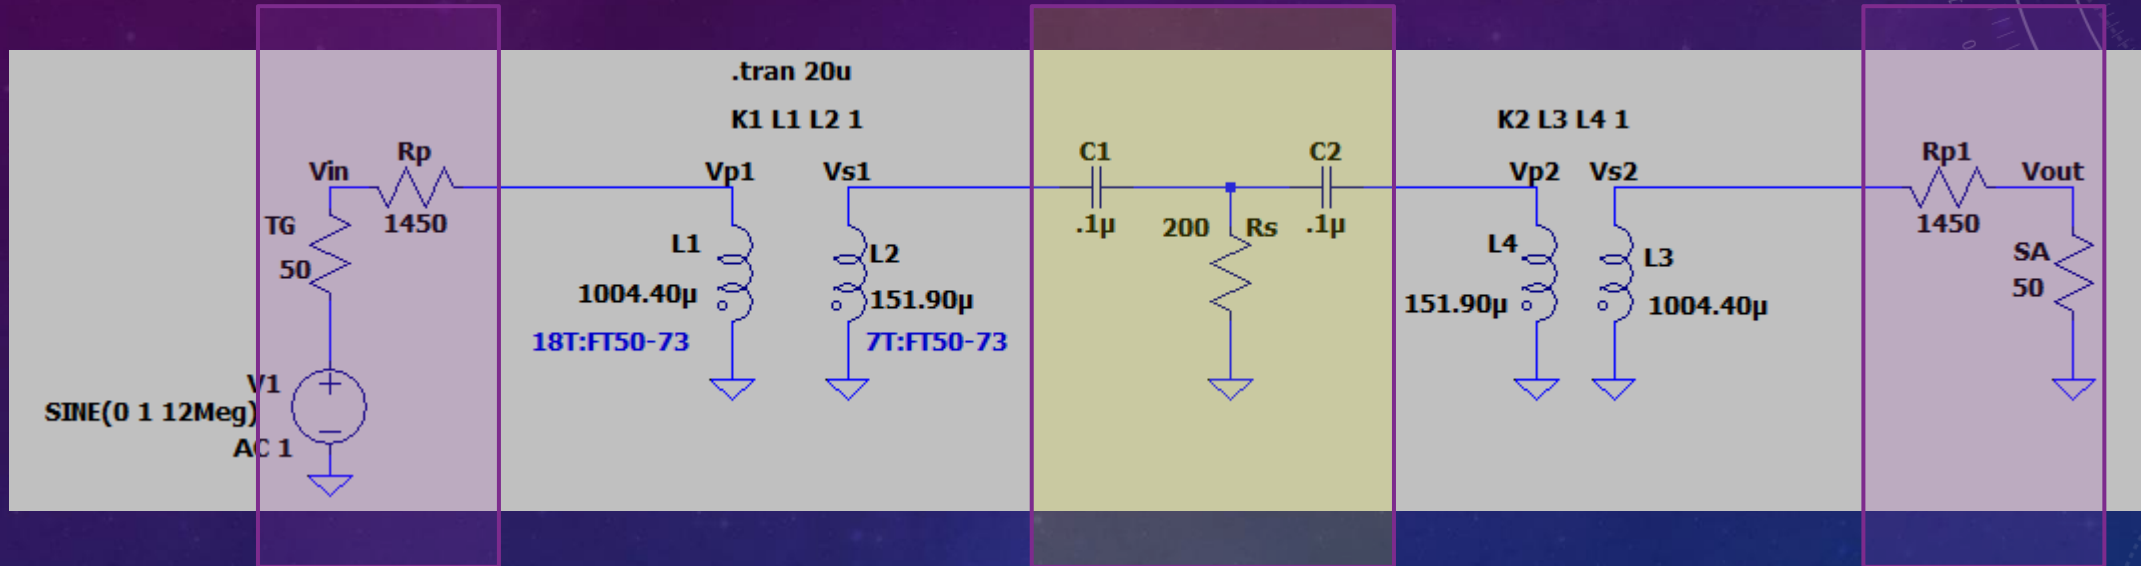 .tran 20u
K1 L1 L2 1
K2 L3 L4 1
Vin
Rp
1450
TG
50
V1
SINE(0 1 12Meg)
AC 1
Vp1
Vs1
L1
1004.40µ
18T:FT50-73
L2
151.90µ
7T:FT50-73
C1
.1µ
200
Rs
C2
.1µ
Vp2
Vs2
L4
151.90µ
L3
1004.40µ
Rp1
1450
Vout
SA
50